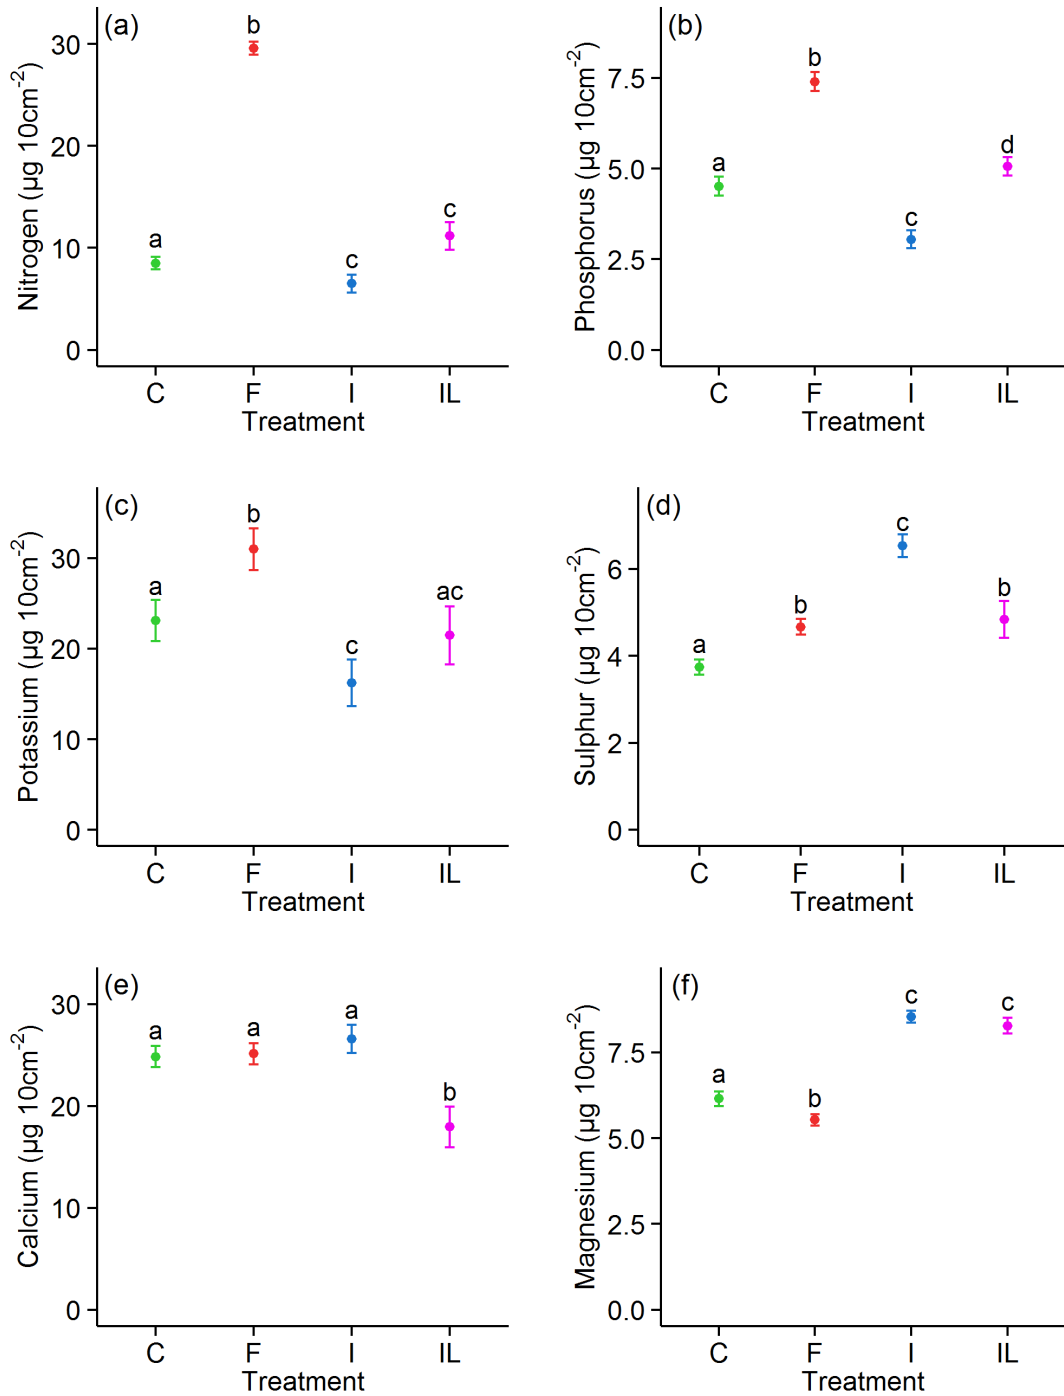 (a)
b
30
20
10
0
a
c
c
Nitrogen (µg 10cm⁻²)
C F I IL
Treatment
(b)
b
7.5
5.0
2.5
0.0
a
c
d
Phosphorus (µg 10cm⁻²)
C F I IL
Treatment
(c)
b
30
20
10
0
a
c
ac
Potassium (µg 10cm⁻²)
C F I IL
Treatment
(d)
c
6
4
2
0
a
b
b
Sulphur (µg 10cm⁻²)
C F I IL
Treatment
(e)
30
20
10
0
a
a
a
b
Calcium (µg 10cm⁻²)
C F I IL
Treatment
(f)
7.5
5.0
2.5
0.0
a
b
c
c
Magnesium (µg 10cm⁻²)
C F I IL
Treatment